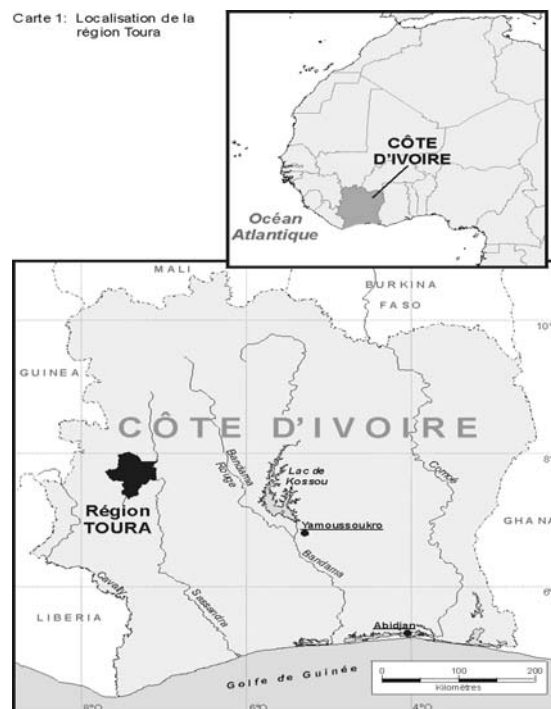 Carte 1: Localisation de la
région Toura
CÔTE
D'IVOIRE
Océan
Atlantique
MALI
BURKINA
FASO
10°
GUINEA
CÔTE D'IVOIRE
8°
Bandama
Rouge
Lac de
Kossou
Comoé
Région
TOURA
GHANA
Yamoussoukro
Bandama
Cavally
Sassandra
6°
LIBERIA
Abidjan
Golfe de Guinée
0 50 100 150 200
Kilomètres
8°O
6°O
4°O